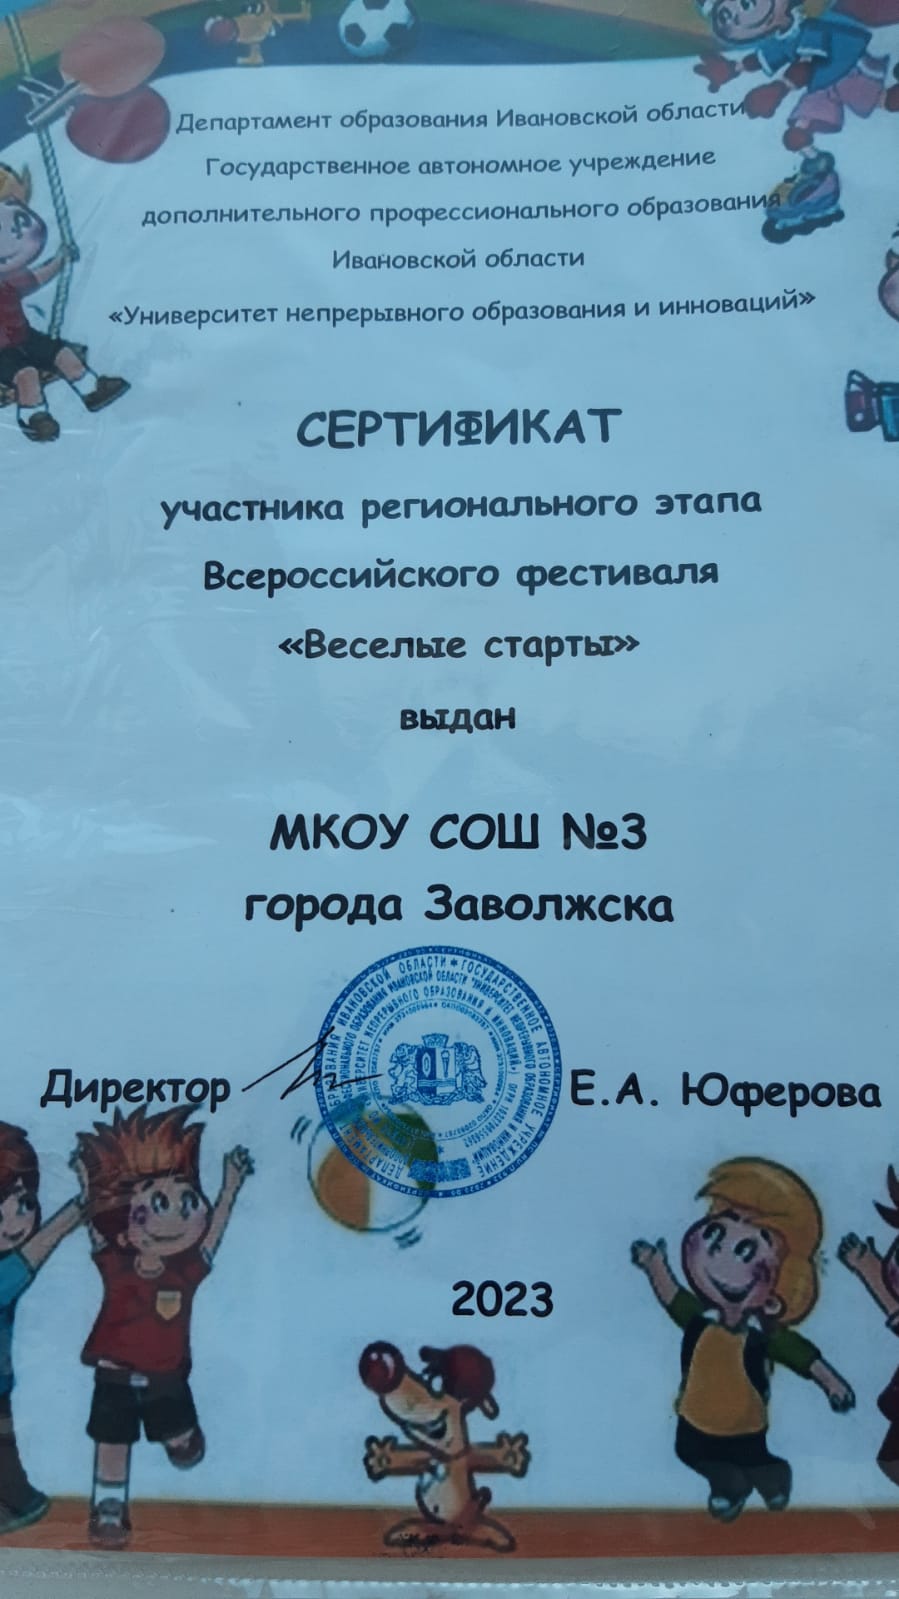 Департамент образования Ивановской области
Государственное автономное учреждение
дополнительного профессионального образования
Ивановской области
«Университет непрерывного образования и инноваций»
СЕРТИФИКАТ
участника регионального этапа
Всероссийского фестиваля
«Веселые старты»
выдан
МКОУ СОШ №3
города Заволжска
Директор
Е.А. Юферова
2023